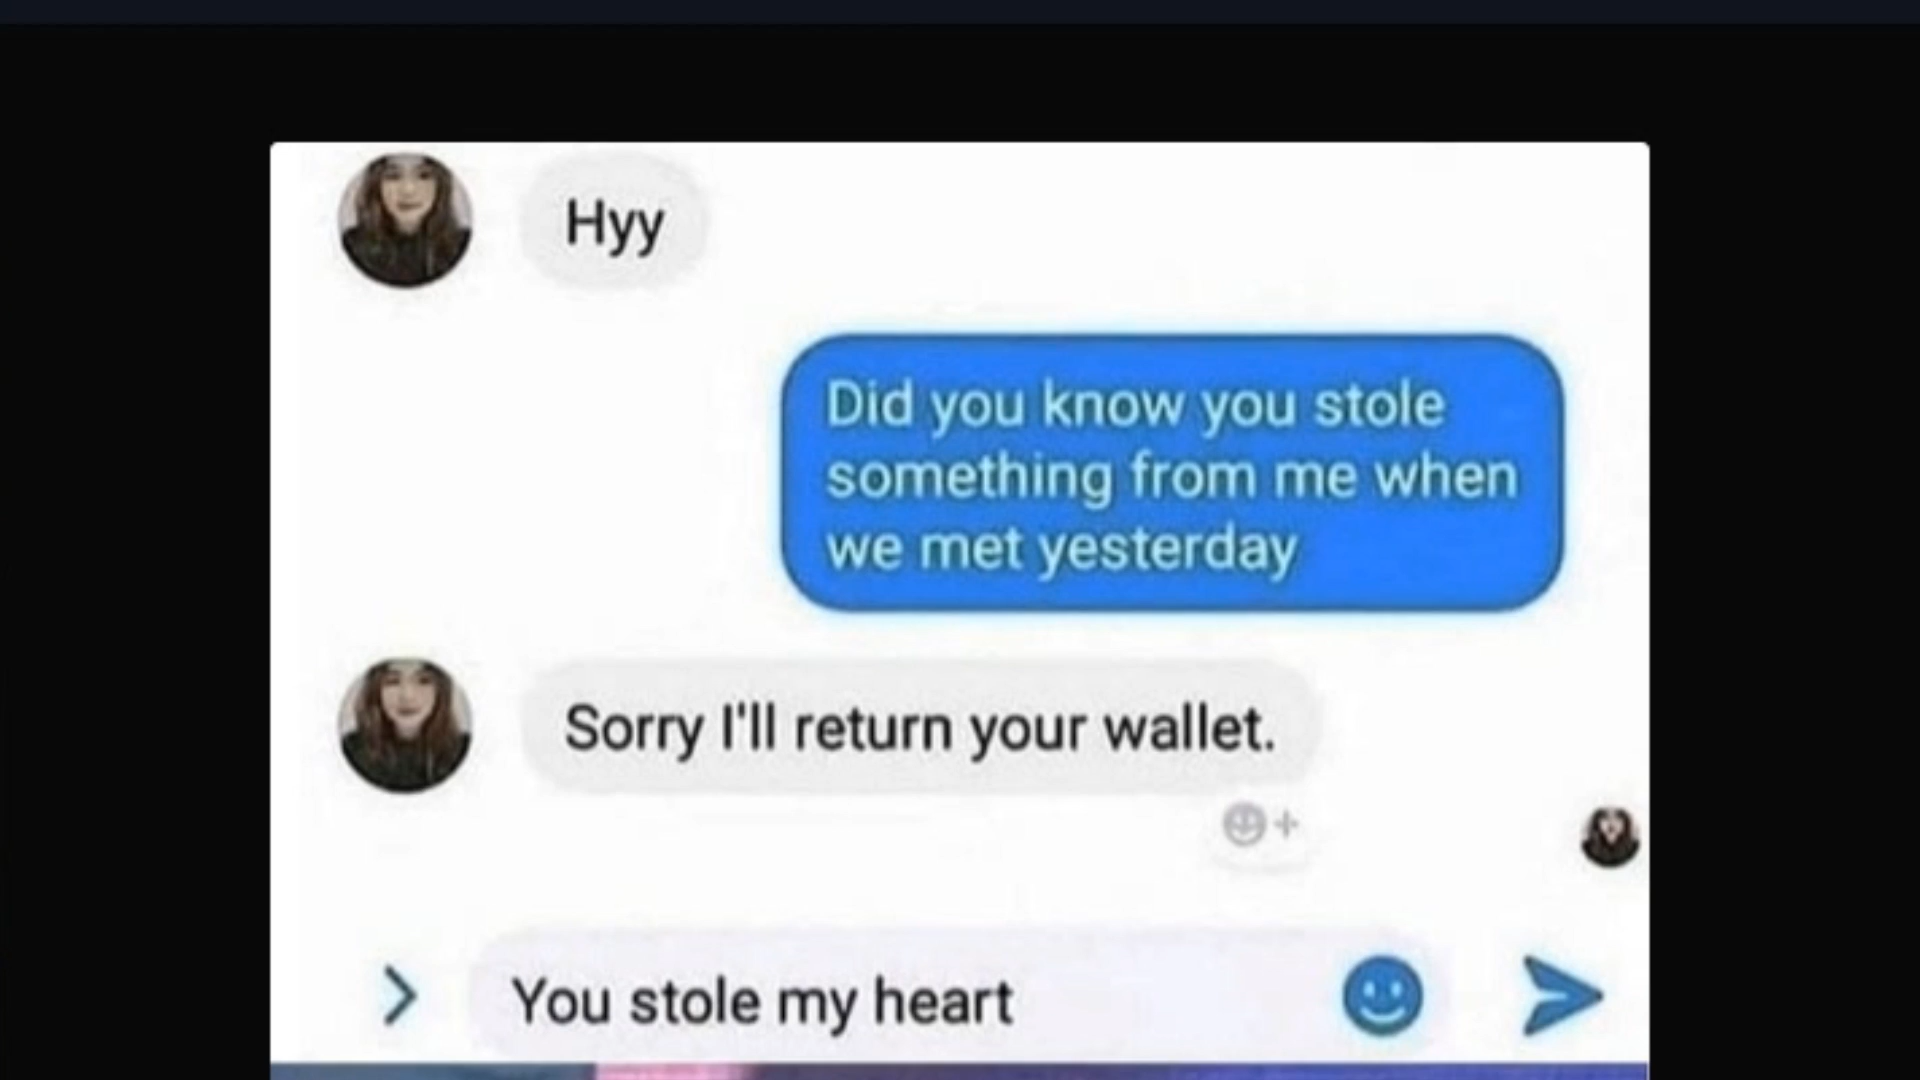 Hyy
Did you know you stole
something from me when
we met yesterday
Sorry I'll return your wallet.
You stole my heart